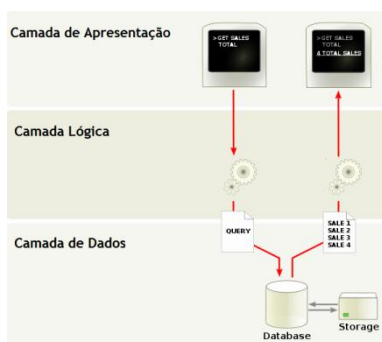 Camada de Apresentação
>GET SALES
TOTAL
>GET SALES
TOTAL
4 TOTAL SALES
Camada Lógica
QUERY
SALE 1
SALE 2
SALE 3
SALE 4
Camada de Dados
Database
Storage